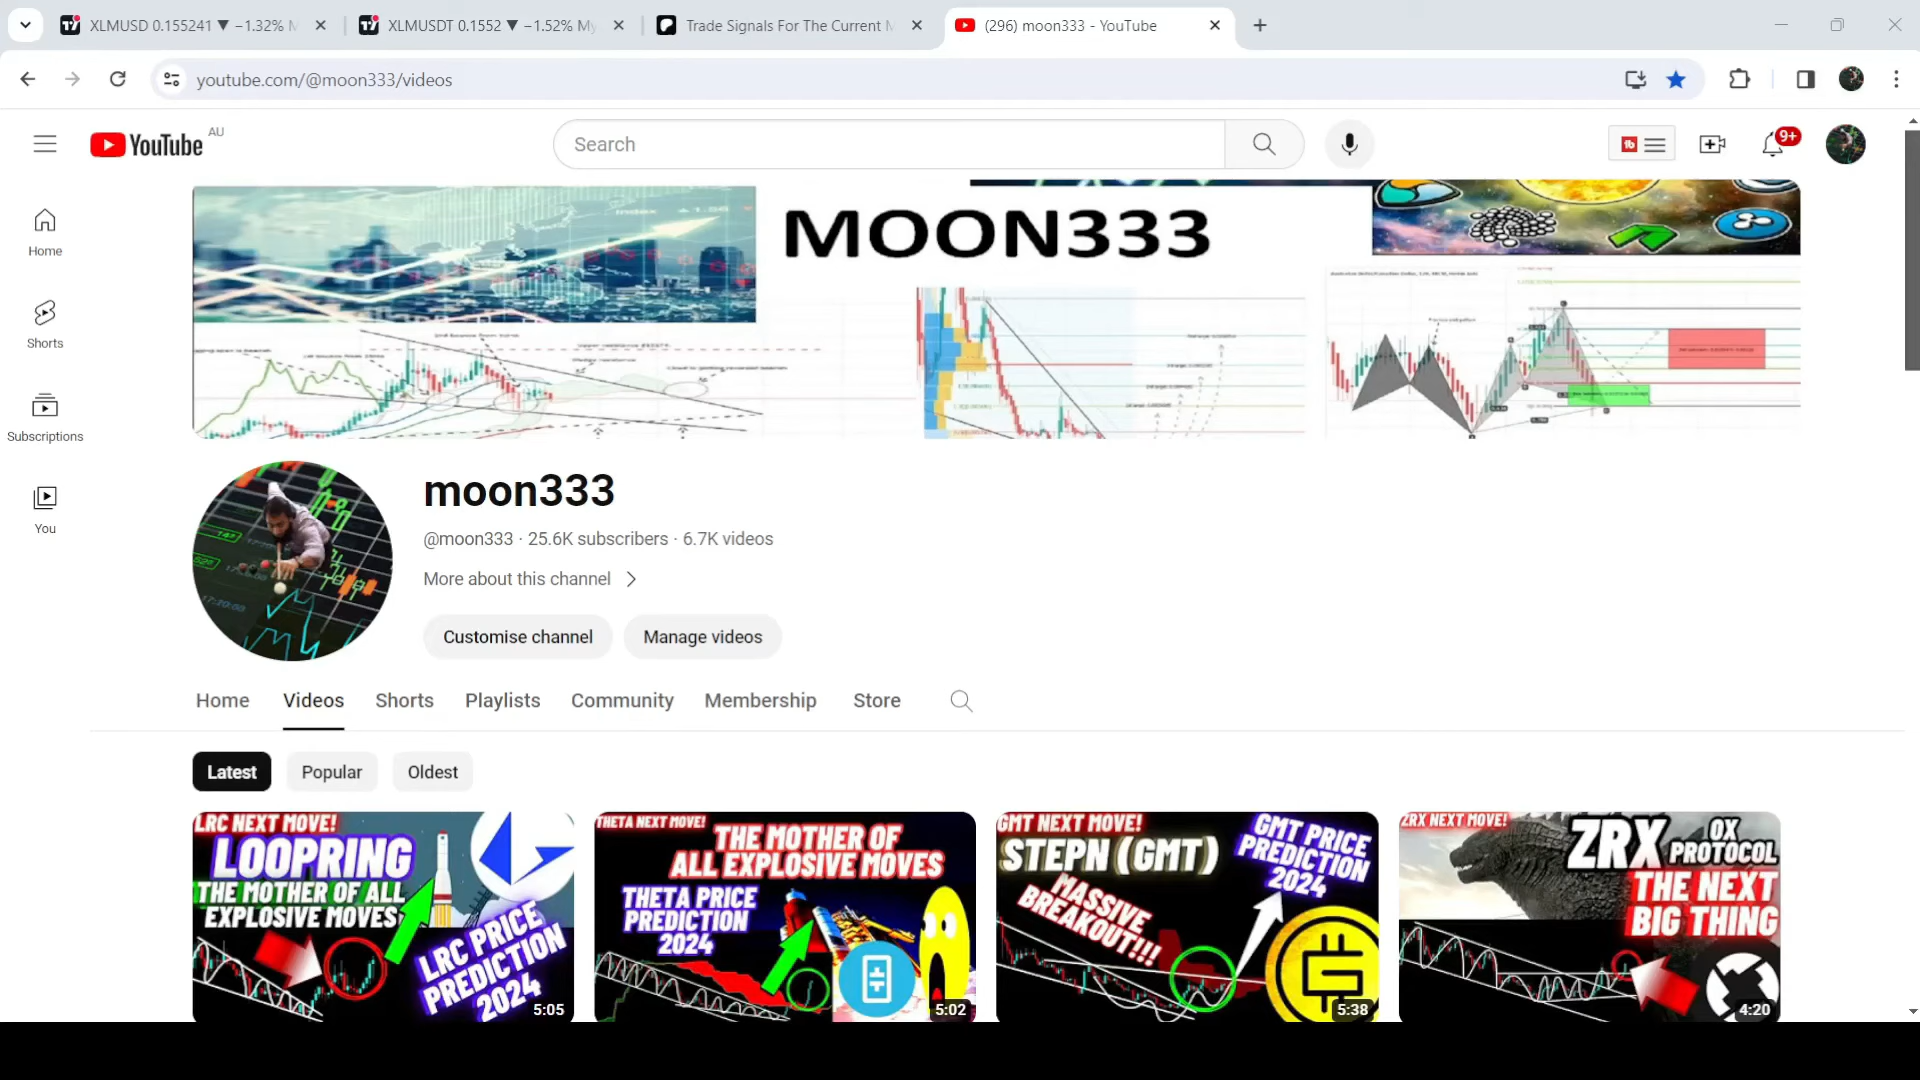 XLMUSD 0.155241 ▼ −1.32% M
XLMUSDT 0.1552 ▼ −1.52% My
Trade Signals For The Current M
(296) moon333 - YouTube
youtube.com/@moon333/videos
YouTube AU
Search
9+
Home
Shorts
Subscriptions
You
MOON333
moon333
@moon333 · 25.6K subscribers · 6.7K videos
More about this channel
Customise channel
Manage videos
Home
Videos
Shorts
Playlists
Community
Membership
Store
Latest
Popular
Oldest
LRC NEXT MOVE!
LOOPRING
THE MOTHER OF ALL
EXPLOSIVE MOVES
LRC PRICE
PREDICTION
2024
5:05
THETA NEXT MOVE!
THE MOTHER OF
ALL EXPLOSIVE MOVES
THETA PRICE
PREDICTION
2024
5:02
GMT NEXT MOVE!
STEPN (GMT)
MASSIVE
BREAKOUT!!!
GMT PRICE
PREDICTION
2024
5:38
ZRX NEXT MOVE!
ZRX
0X
PROTOCOL
THE NEXT
BIG THING
4:20